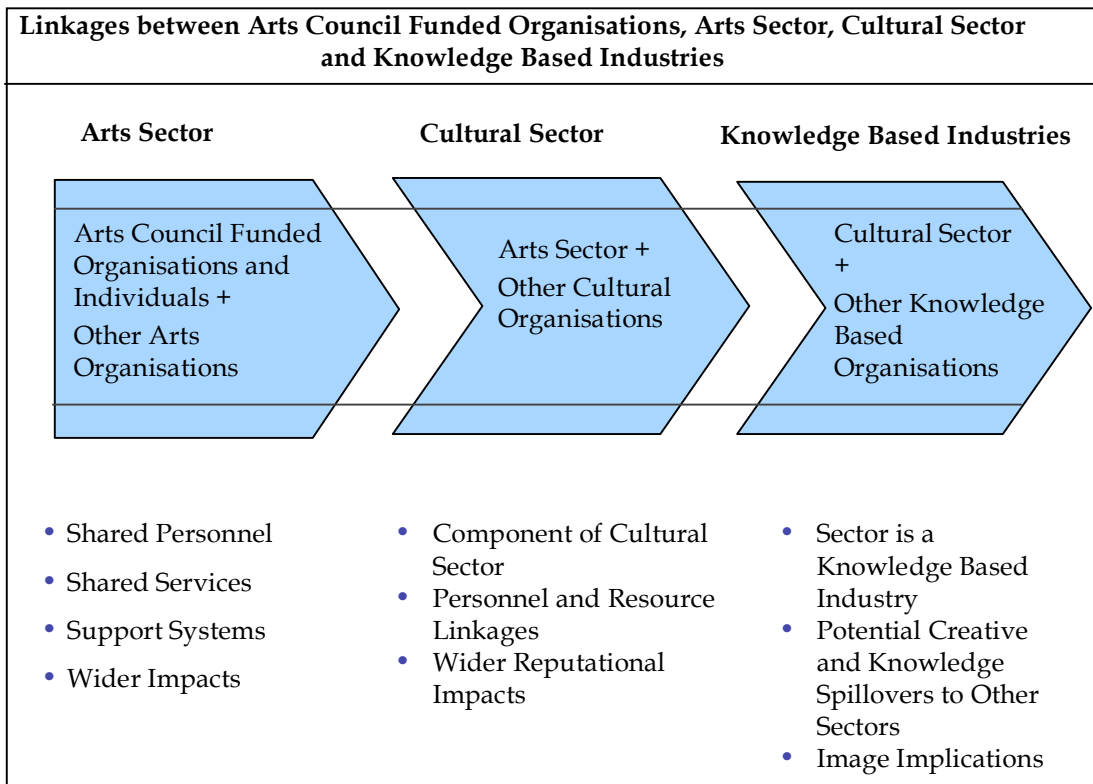 Linkages between Arts Council Funded Organisations, Arts Sector, Cultural Sector
and Knowledge Based Industries
Arts Sector
Cultural Sector
Knowledge Based Industries
Arts Council Funded
Organisations and
Individuals +
Other Arts
Organisations
Arts Sector +
Other Cultural
Organisations
Cultural Sector
+
Other Knowledge
Based
Organisations
• Shared Personnel
• Shared Services
• Support Systems
• Wider Impacts
• Component of Cultural
Sector
• Personnel and Resource
Linkages
• Wider Reputational
Impacts
• Sector is a
Knowledge Based
Industry
• Potential Creative
and Knowledge
Spillovers to Other
Sectors
• Image Implications